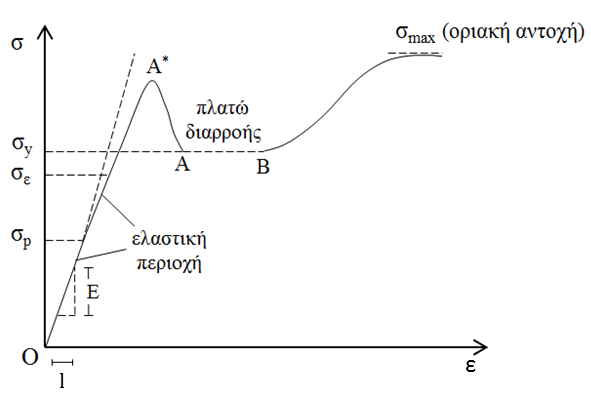 σ
σmax (οριακή αντοχή)
A*
πλατώ
διαρροής
σy
A
B
σε
σp
ελαστική
περιοχή
E
O
l
ε